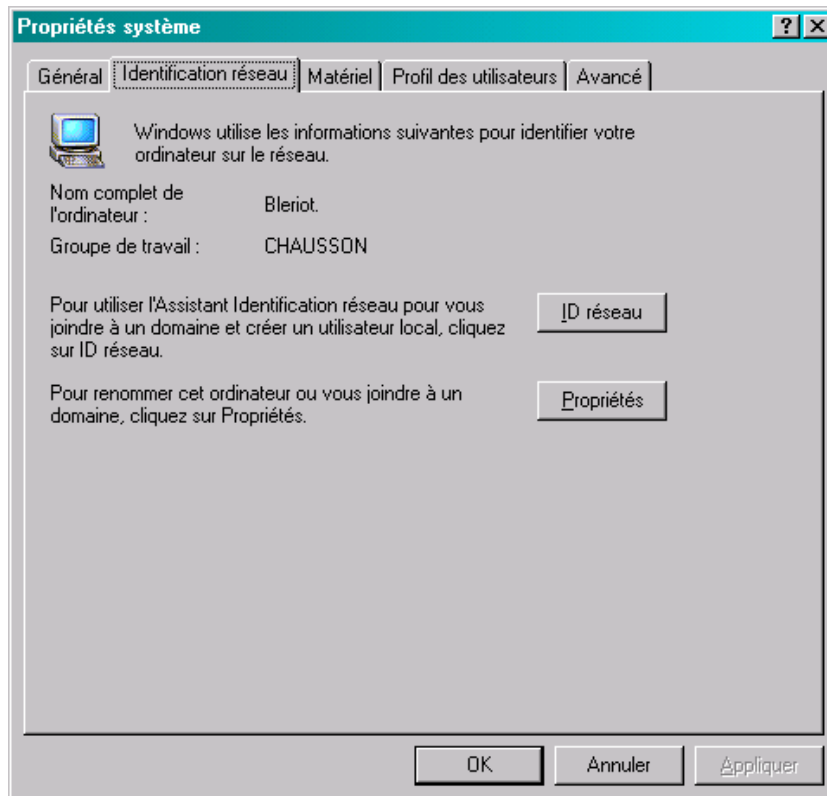 Propriétés système
Général Identification réseau Matériel Profil des utilisateurs Avancé
Windows utilise les informations suivantes pour identifier votre
ordinateur sur le réseau.
Nom complet de
l'ordinateur :
Bleriot.
Groupe de travail : CHAUSSON
Pour utiliser l'Assistant Identification réseau pour vous
joindre à un domaine et créer un utilisateur local, cliquez
sur ID réseau.
ID réseau
Pour renommer cet ordinateur ou vous joindre à un
domaine, cliquez sur Propriétés.
Propriétés
OK Annuler Appliquer